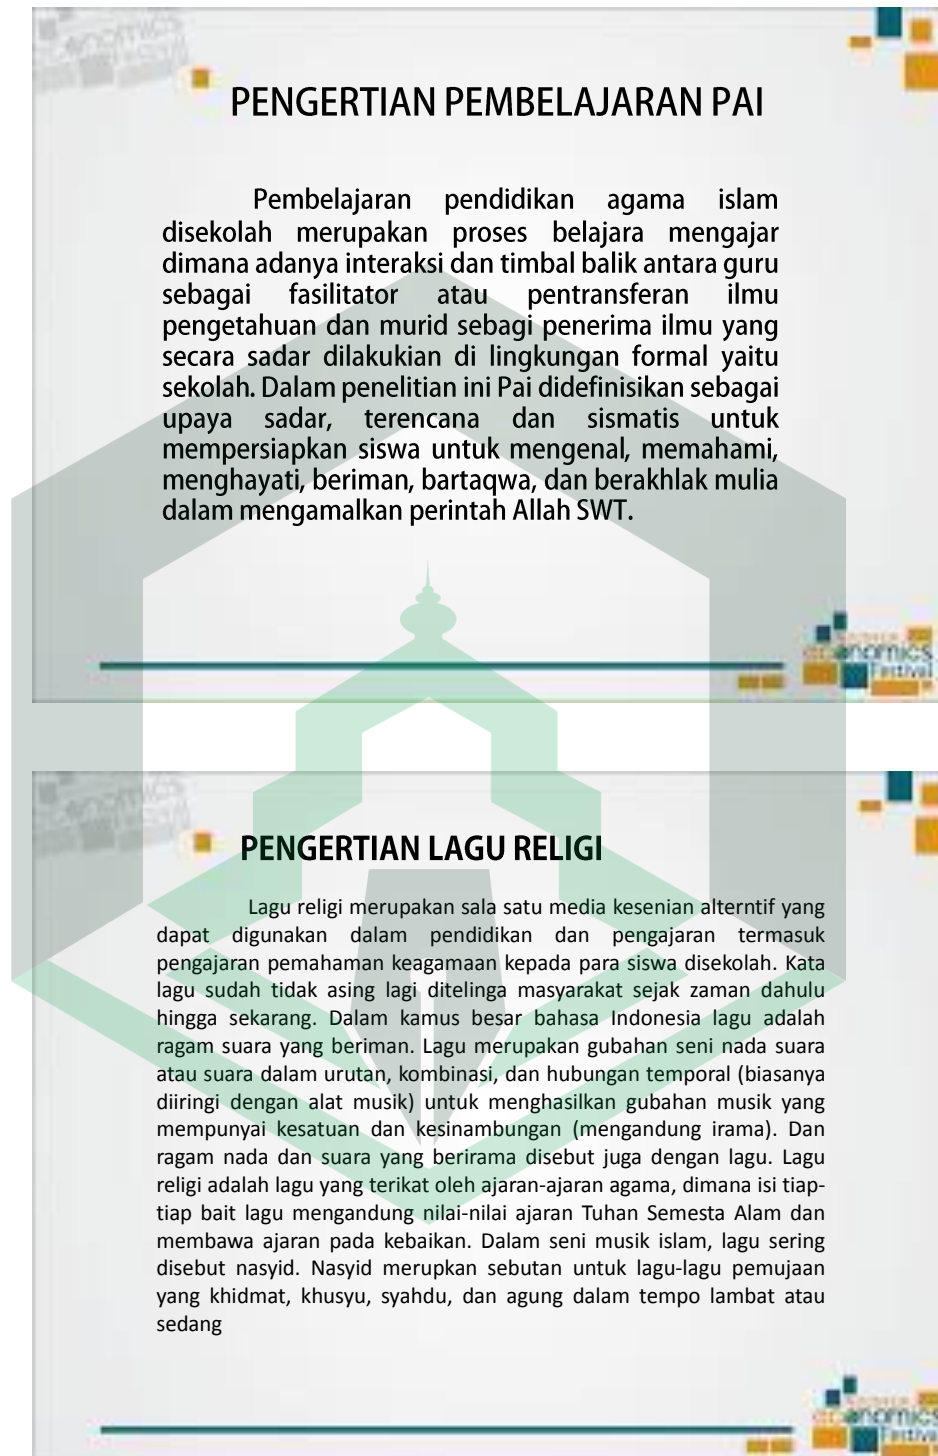 PENGERTIAN PEMBELAJARAN PAI
Pembelajaran pendidikan agama islam
disekolah merupakan proses belajara mengajar
dimana adanya interaksi dan timbal balik antara guru
sebagai fasilitator atau pentransferan ilmu
pengetahuan dan murid sebagi penerima ilmu yang
secara sadar dilakukian di lingkungan formal yaitu
sekolah. Dalam penelitian ini Pai didefinisikan sebagai
upaya sadar, terencana dan sismatis untuk
mempersiapkan siswa untuk mengenal, memahami,
menghayati, beriman, bartaqwa, dan berakhlak mulia
dalam mengamalkan perintah Allah SWT.
economics
Festival
PENGERTIAN LAGU RELIGI
Lagu religi merupakan sala satu media kesenian alterntif yang
dapat digunakan dalam pendidikan dan pengajaran termasuk
pengajaran pemahaman keagamaan kepada para siswa disekolah. Kata
lagu sudah tidak asing lagi ditelinga masyarakat sejak zaman dahulu
hingga sekarang. Dalam kamus besar bahasa Indonesia lagu adalah
ragam suara yang beriman. Lagu merupakan gubahan seni nada suara
atau suara dalam urutan, kombinasi, dan hubungan temporal (biasanya
diiringi dengan alat musik) untuk menghasilkan gubahan musik yang
mempunyai kesatuan dan kesinambungan (mengandung irama). Dan
ragam nada dan suara yang berirama disebut juga dengan lagu. Lagu
religi adalah lagu yang terikat oleh ajaran-ajaran agama, dimana isi tiap-
tiap bait lagu mengandung nilai-nilai ajaran Tuhan Semesta Alam dan
membawa ajaran pada kebaikan. Dalam seni musik islam, lagu sering
disebut nasyid. Nasyid merupkan sebutan untuk lagu-lagu pemujaan
yang khidmat, khusyu, syahdu, dan agung dalam tempo lambat atau
sedang
economics
Festival